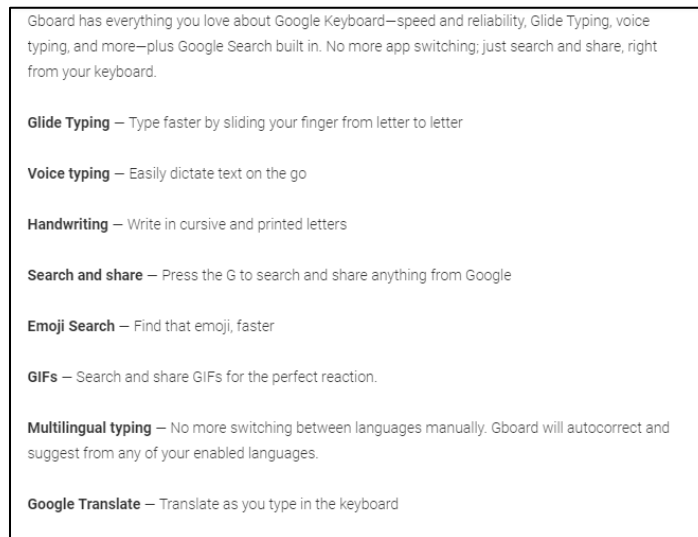 Gboard has everything you love about Google Keyboard—speed and reliability, Glide Typing, voice
typing, and more—plus Google Search built in. No more app switching; just search and share, right
from your keyboard.
Glide Typing — Type faster by sliding your finger from letter to letter
Voice typing — Easily dictate text on the go
Handwriting — Write in cursive and printed letters
Search and share — Press the G to search and share anything from Google
Emoji Search — Find that emoji, faster
GIFs — Search and share GIFs for the perfect reaction.
Multilingual typing — No more switching between languages manually. Gboard will autocorrect and
suggest from any of your enabled languages.
Google Translate — Translate as you type in the keyboard